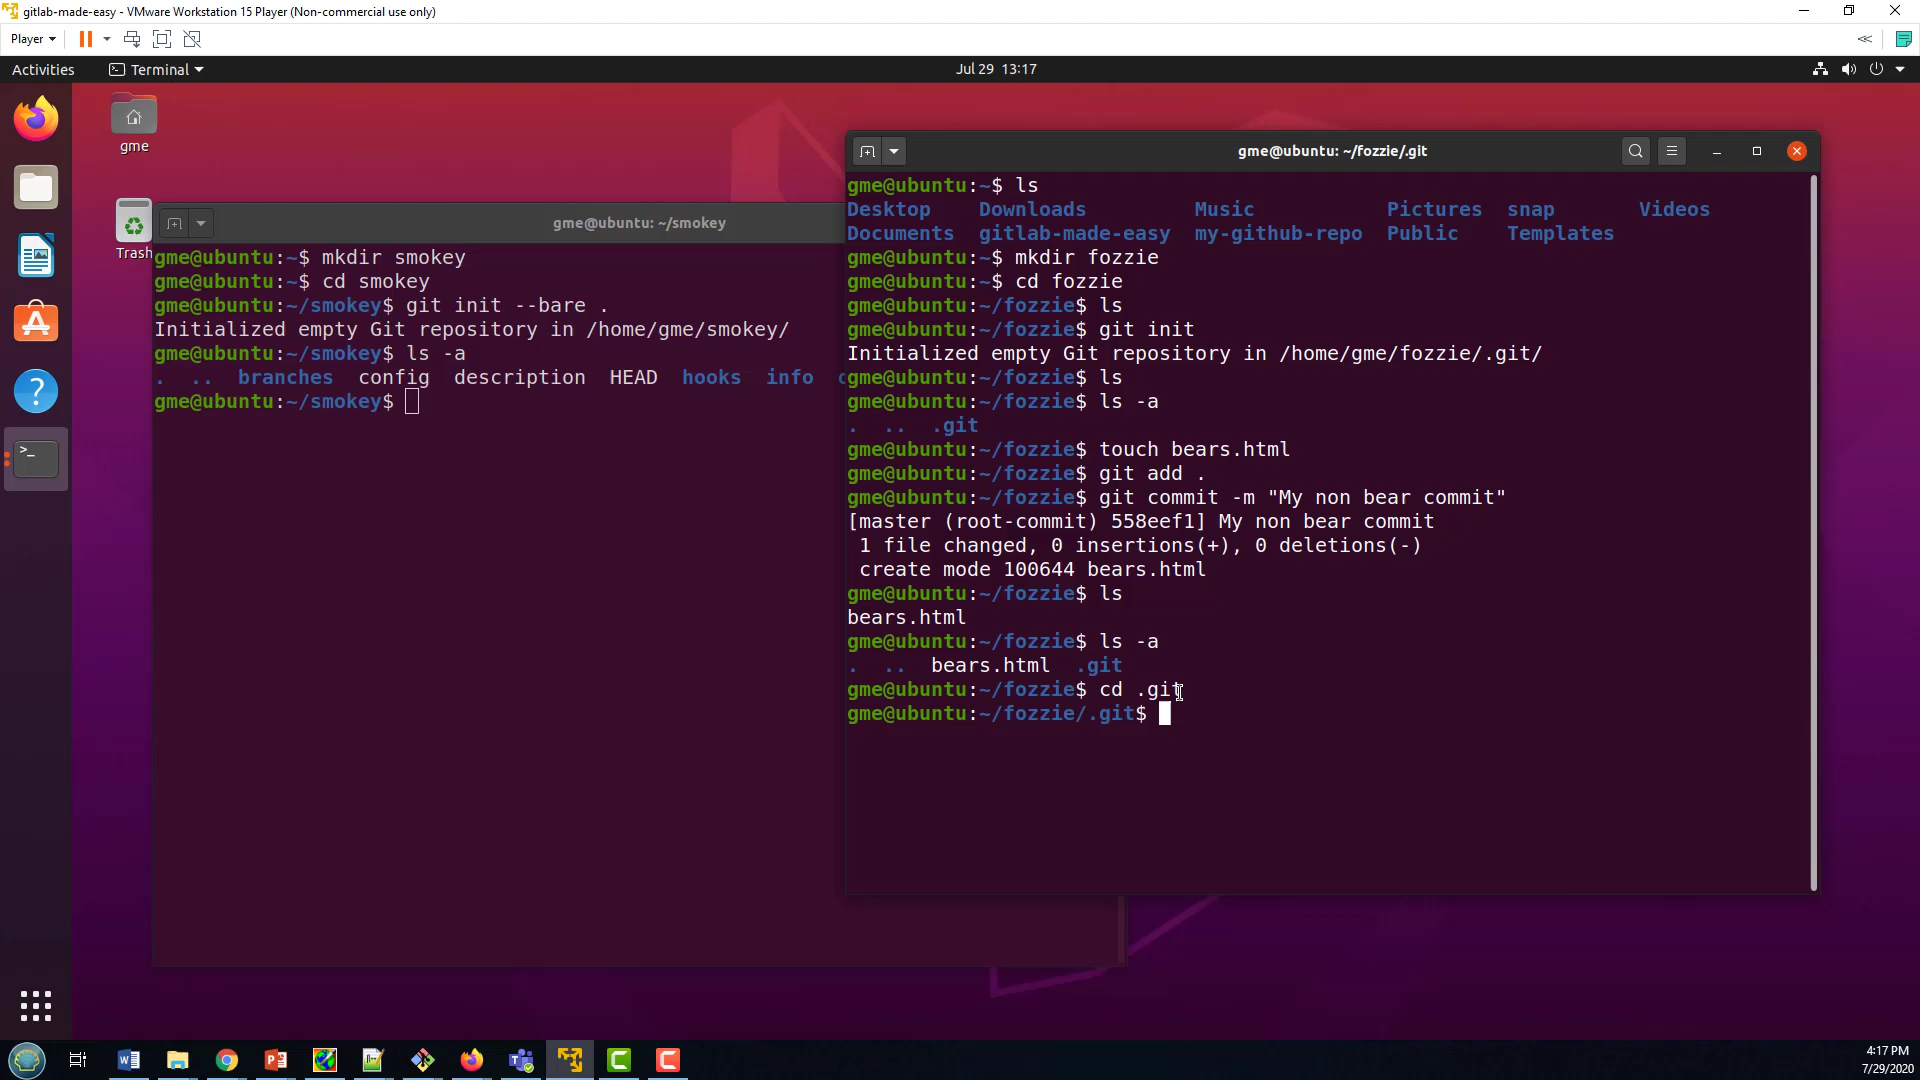 gitlab-made-easy - VMware Workstation 15 Player (Non-commercial use only)
Player
Activities
Terminal
Jul 29 13:17
gme
Trash
gme@ubuntu: ~/smokey
gme@ubuntu:~$ mkdir smokey
gme@ubuntu:~$ cd smokey
gme@ubuntu:~/smokey$ git init --bare .
Initialized empty Git repository in /home/gme/smokey/
gme@ubuntu:~/smokey$ ls -a
. .. branches config description HEAD hooks info
gme@ubuntu:~/smokey$
gme@ubuntu: ~/fozzie/.git
gme@ubuntu:~$ ls
Desktop Downloads Music Pictures snap Videos
Documents gitlab-made-easy my-github-repo Public Templates
gme@ubuntu:~$ mkdir fozzie
gme@ubuntu:~$ cd fozzie
gme@ubuntu:~/fozzie$ ls
gme@ubuntu:~/fozzie$ git init
Initialized empty Git repository in /home/gme/fozzie/.git/
gme@ubuntu:~/fozzie$ ls
gme@ubuntu:~/fozzie$ ls -a
. .. .git
gme@ubuntu:~/fozzie$ touch bears.html
gme@ubuntu:~/fozzie$ git add .
gme@ubuntu:~/fozzie$ git commit -m "My non bear commit"
[master (root-commit) 558eef1] My non bear commit
1 file changed, 0 insertions(+), 0 deletions(-)
create mode 100644 bears.html
gme@ubuntu:~/fozzie$ ls
bears.html
gme@ubuntu:~/fozzie$ ls -a
. .. bears.html .git
gme@ubuntu:~/fozzie$ cd .git
gme@ubuntu:~/fozzie/.git$
4:17 PM
7/29/2020